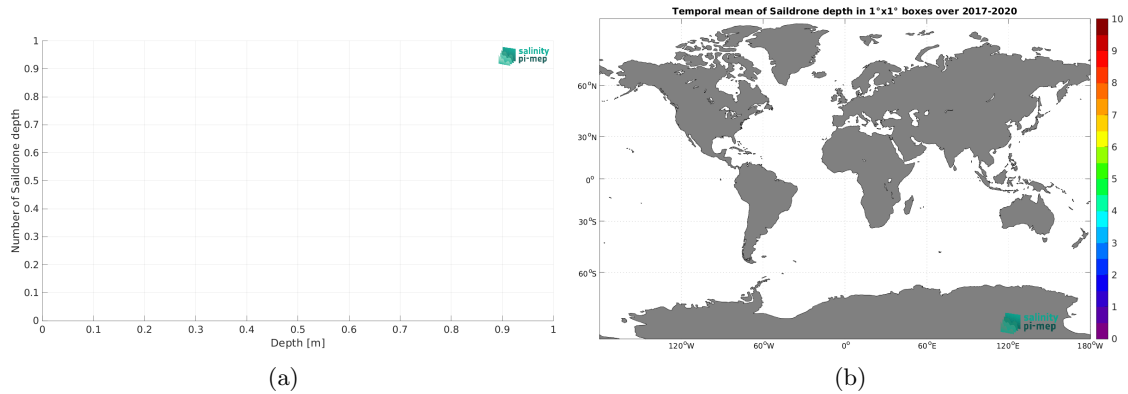 Temporal mean of Saildrone depth in 1°x1° boxes over 2017-2020
salinity
pi-mep
1
0.9
0.8
0.7
0.6
0.5
0.4
0.3
0.2
0.1
0
Number of Saildrone depth
0 0.1 0.2 0.3 0.4 0.5 0.6 0.7 0.8 0.9 1
Depth [m]
(a)
60°N
30°N
0°
30°S
60°S
120°W 60°W 0° 60°E 120°E 180°W
salinity
pi-mep
10
9
8
7
6
5
4
3
2
1
0
(b)